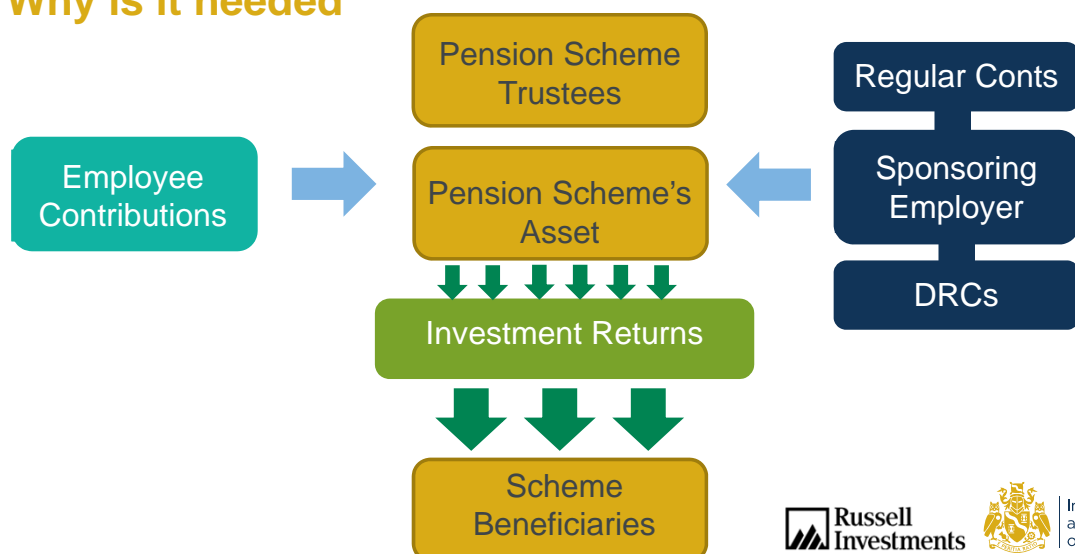 Why is it needed
Pension Scheme
Trustees
Regular Conts
Employee
Contributions
Pension Scheme's
Asset
Sponsoring
Employer
DRCs
Investment Returns
Scheme
Beneficiaries
Russell
Investments